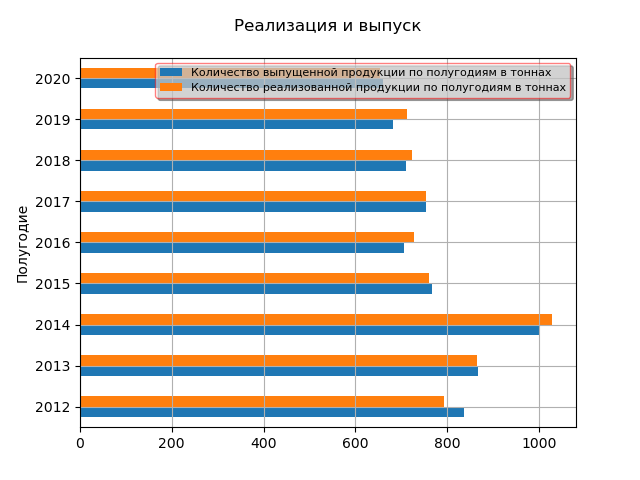 Реализация и выпуск
Количество выпущенной продукции по полугодиям в тоннах
Количество реализованной продукции по полугодиям в тоннах
Полугодие
2020
2019
2018
2017
2016
2015
2014
2013
2012
0 200 400 600 800 1000